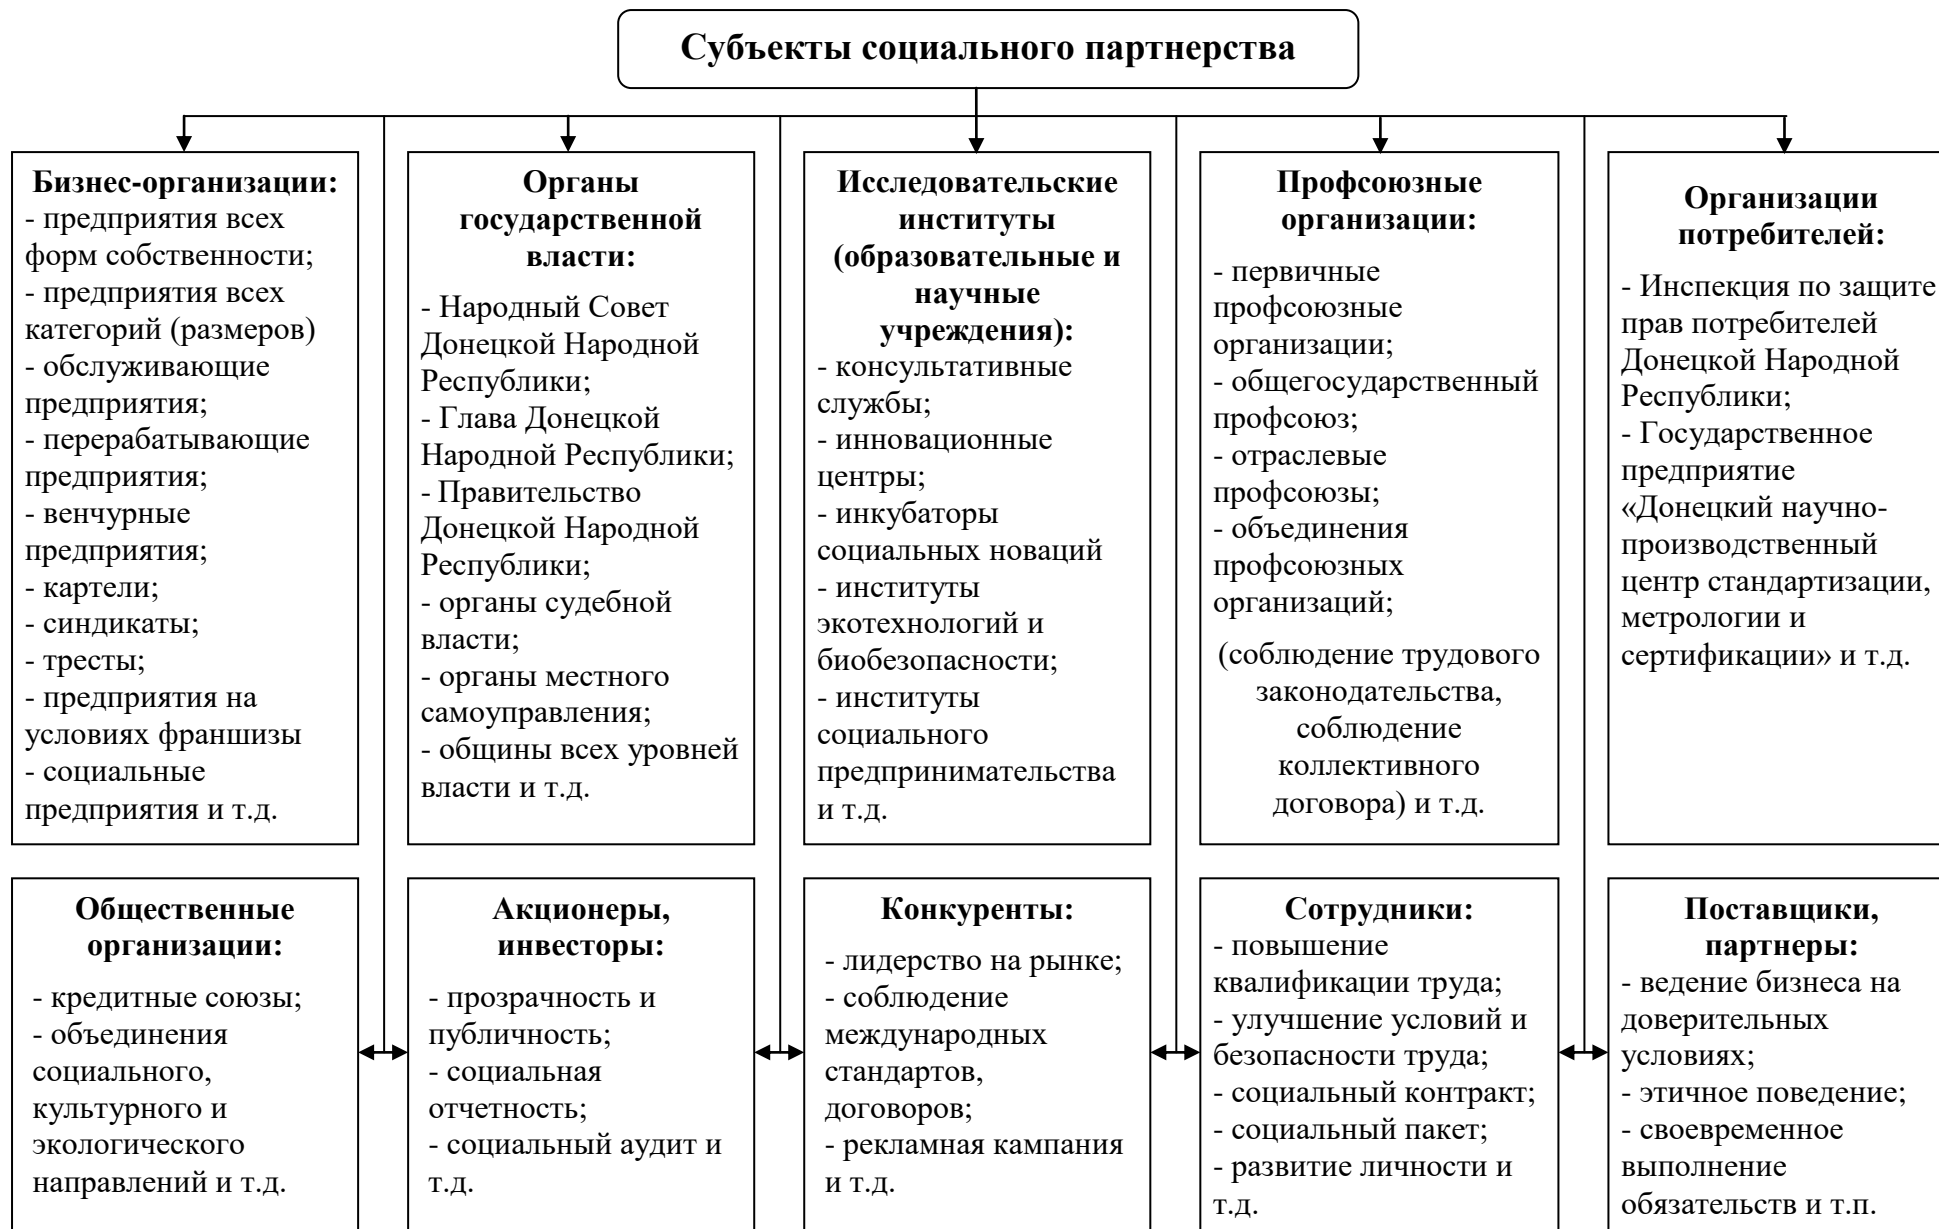 Субъекты социального партнерства
Бизнес-организации:
- предприятия всех
форм собственности;
- предприятия всех
категорий (размеров)
- обслуживающие
предприятия;
- перерабатывающие
предприятия;
- венчурные
предприятия;
- картели;
- синдикаты;
- тресты;
- предприятия на
условиях франшизы
- социальные
предприятия и т.д.
Органы
государственной
власти:
- Народный Совет
Донецкой Народной
Республики;
- Глава Донецкой
Народной Республики;
- Правительство
Донецкой Народной
Республики;
- органы судебной
власти;
- органы местного
самоуправления;
- общины всех уровней
власти и т.д.
Исследовательские
институты
(образовательные и
научные
учреждения):
- консультативные
службы;
- инновационные
центры;
- инкубаторы
социальных новаций
- институты
экотехнологий и
биобезопасности;
- институты
социального
предпринимательства
и т.д.
Профсоюзные
организации:
- первичные
профсоюзные
организации;
- общегосударственный
профсоюз;
- отраслевые
профсоюзы;
- объединения
профсоюзных
организаций;
(соблюдение трудового
законодательства,
соблюдение
коллективного
договора) и т.д.
Организации
потребителей:
- Инспекция по защите
прав потребителей
Донецкой Народной
Республики;
- Государственное
предприятие
«Донецкий научно-
производственный
центр стандартизации,
метрологии и
сертификации» и т.д.
Общественные
организации:
- кредитные союзы;
- объединения
социального,
культурного и
экологического
направлений и т.д.
Акционеры,
инвесторы:
- прозрачность и
публичность;
- социальная
отчетность;
- социальный аудит и
т.д.
Конкуренты:
- лидерство на рынке;
- соблюдение
международных
стандартов,
договоров;
- рекламная кампания
и т.д.
Сотрудники:
- повышение
квалификации труда;
- улучшение условий и
безопасности труда;
- социальный контракт;
- социальный пакет;
- развитие личности и
т.д.
Поставщики,
партнеры:
- ведение бизнеса на
доверительных
условиях;
- этичное поведение;
- своевременное
выполнение
обязательств и т.п.